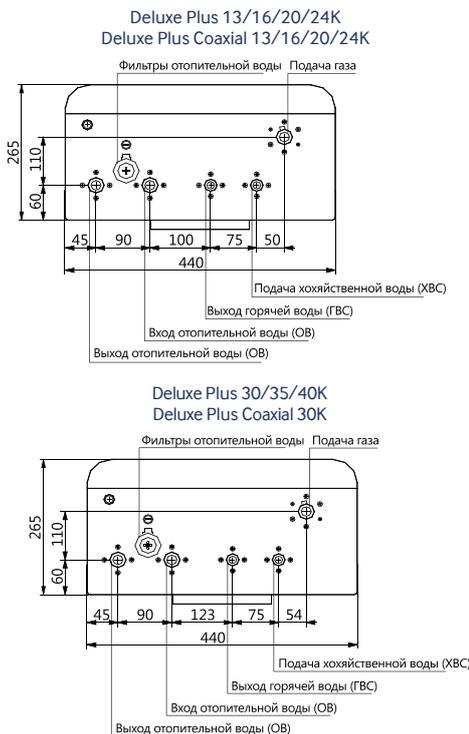 Deluxe Plus 13/16/20/24K
Deluxe Plus Coaxial 13/16/20/24K
Фильтры отопительной воды Подача газа
265
110
60
45 90 100 75 50
440
Подача хохяйственной воды (ХВС)
Выход горячей воды (ГВС)
Вход отопительной воды (ОВ)
Выход отопительной воды (ОВ)
Deluxe Plus 30/35/40K
Deluxe Plus Coaxial 30K
Фильтры отопительной воды Подача газа
265
110
60
45 90 123 75 54
440
Подача хохяйственной воды (ХВС)
Выход горячей воды (ГВС)
Вход отопительной воды (ОВ)
Выход отопительной воды (ОВ)